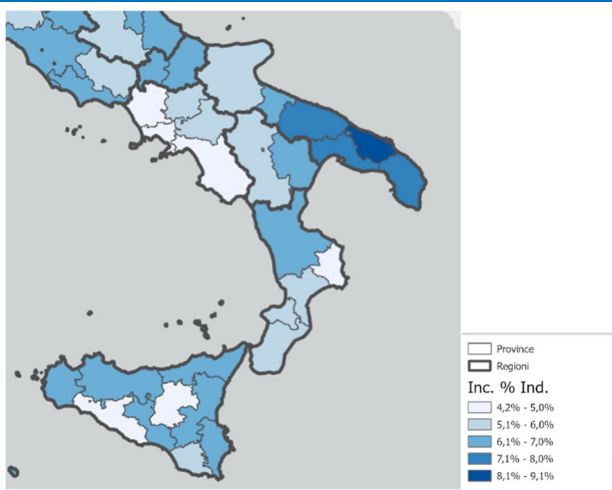 Province
Regioni
Inc. % Ind.
4,2% - 5,0%
5,1% - 6,0%
6,1% - 7,0%
7,1% - 8,0%
8,1% - 9,1%